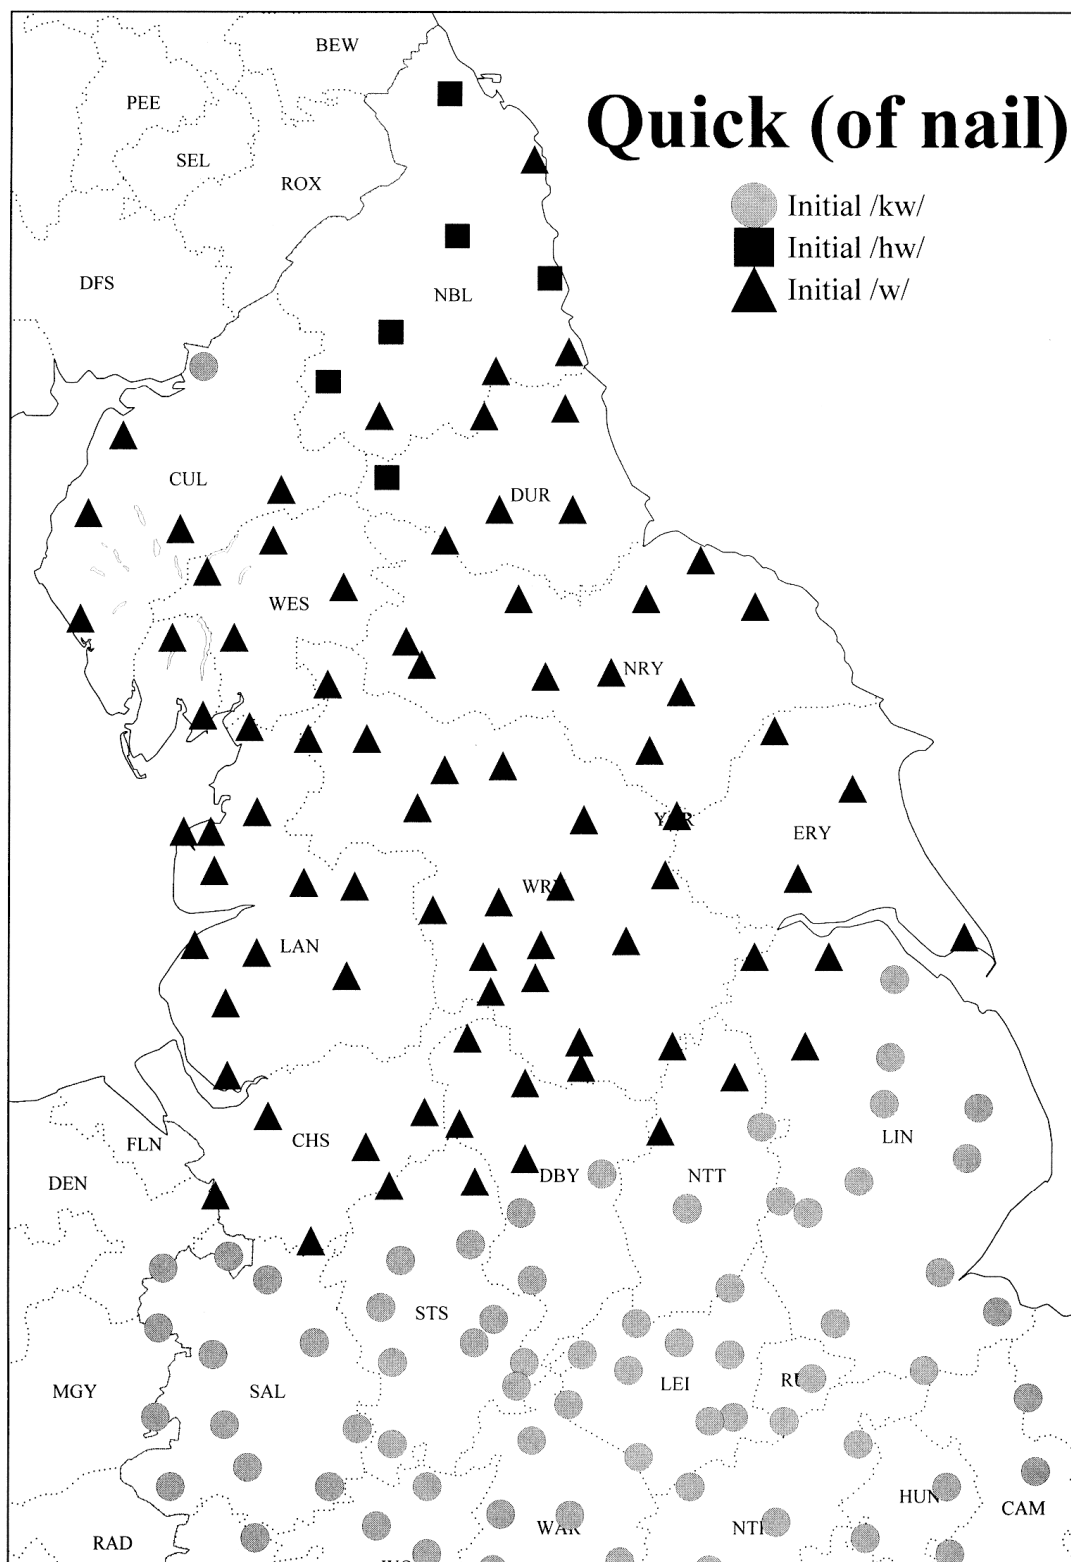 BEW
PEE
Quick (of nail)
SEL
ROX
Initial /kw/
Initial /hw/
Initial /w/
DFS
NBL
CUL
DUR
WES
NRY
ERY
LAN
CHS
FLN
LIN
DBY
NTT
DEN
STS
LEI
MGY
SAL
HUN
CAM
RAD